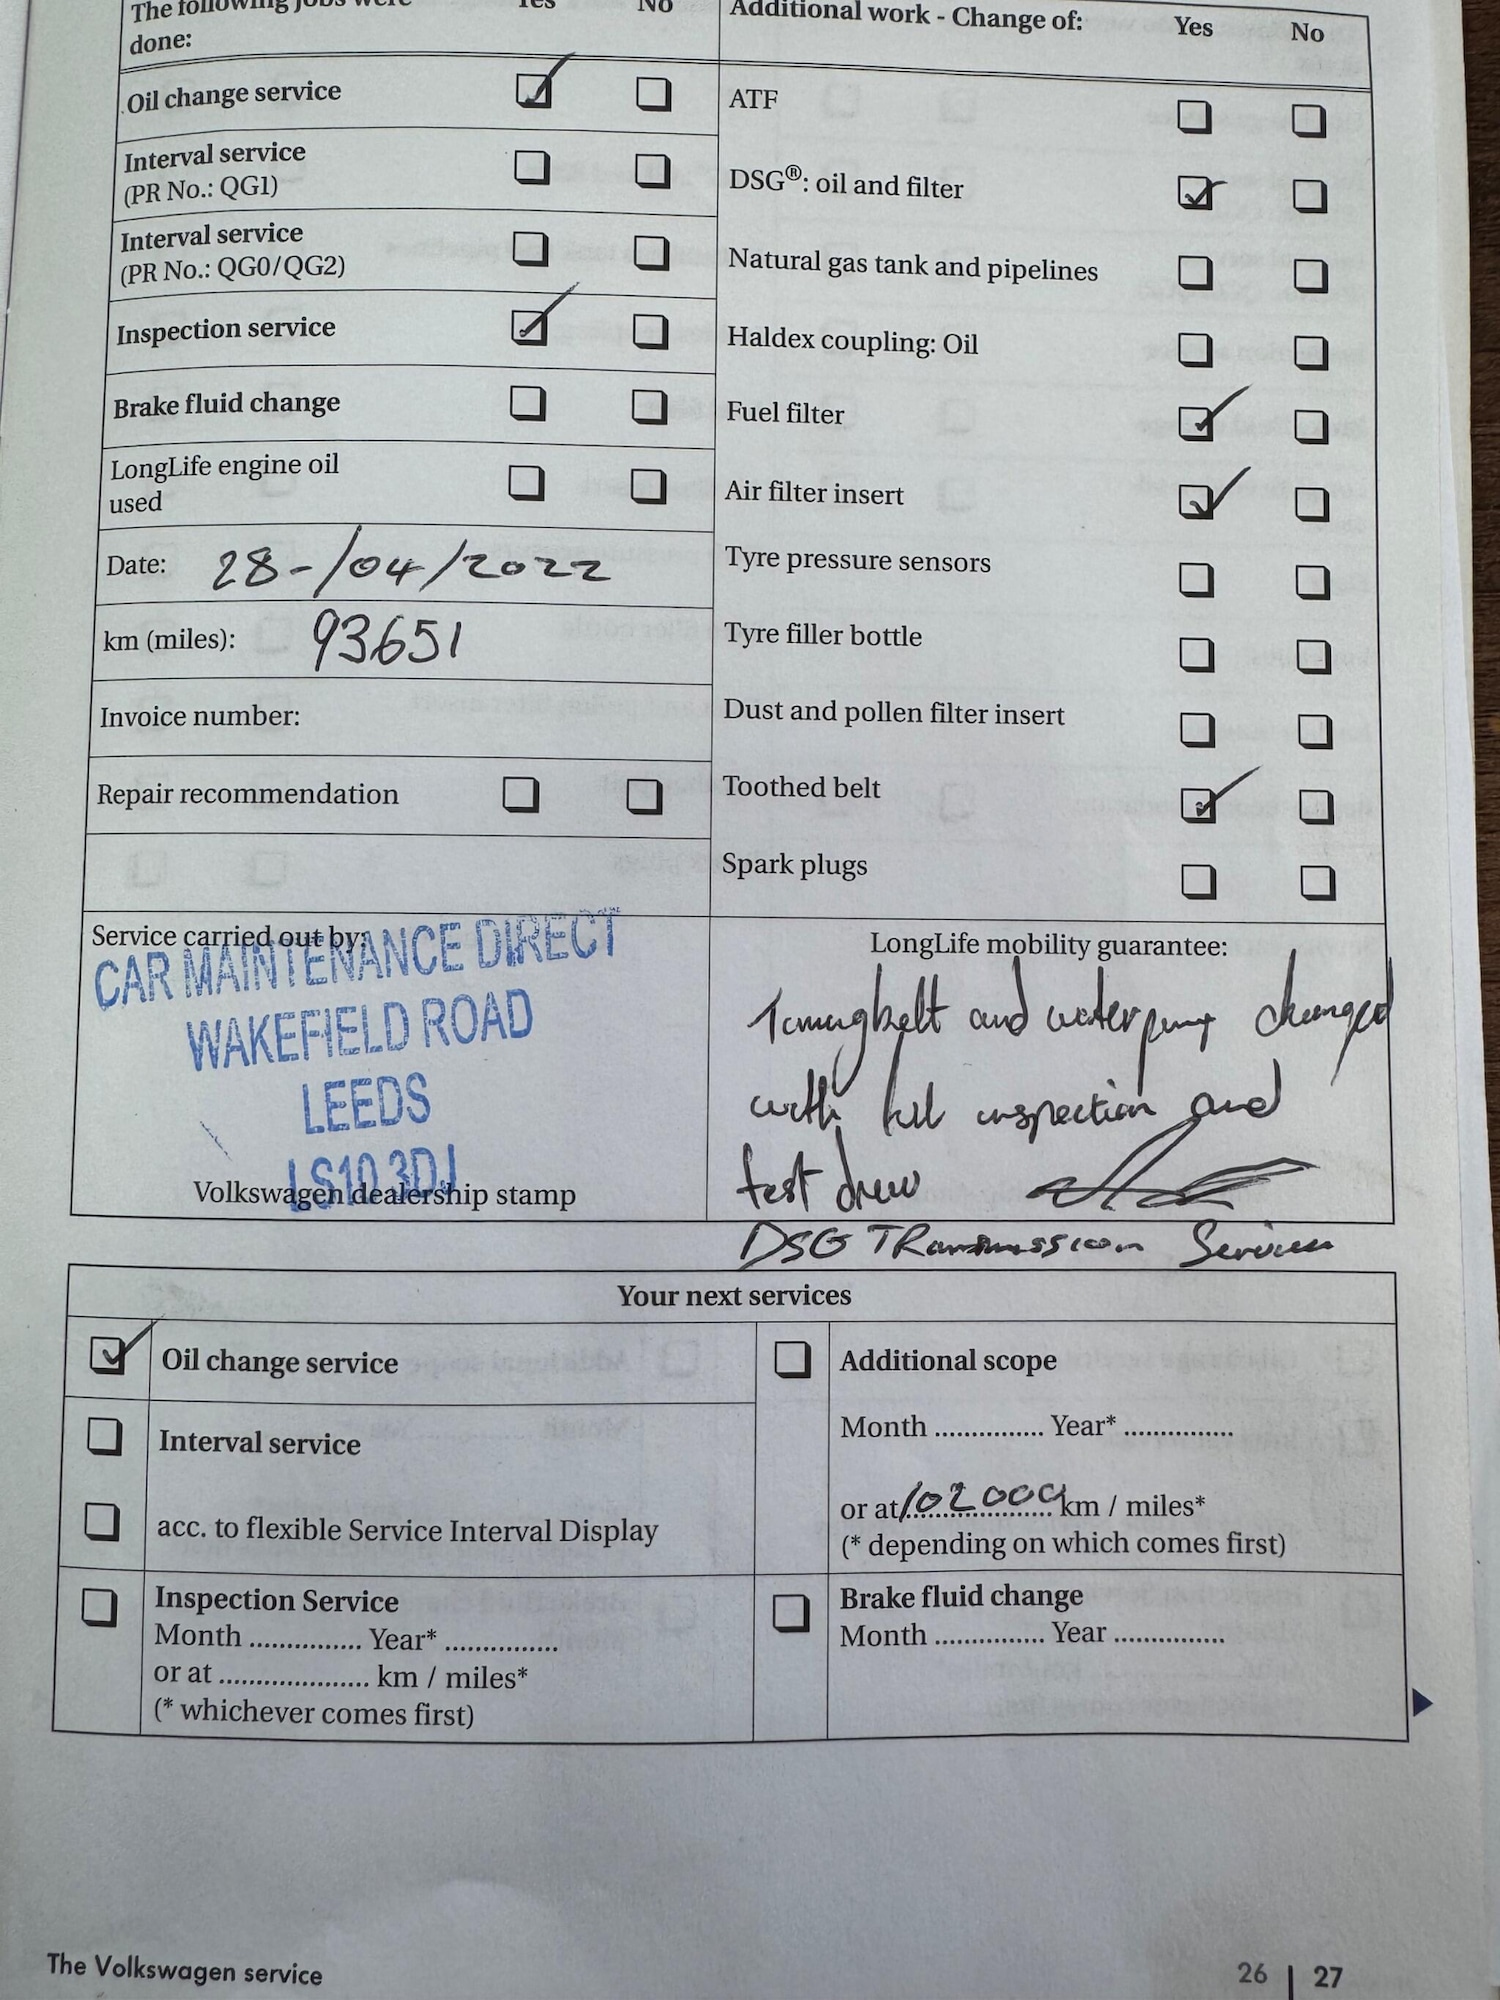 The following jobs were done: Yes No
Oil change service
Interval service
(PR No.: QG1)
Interval service
(PR No.: QG0/QG2)
Inspection service
Brake fluid change
LongLife engine oil
used
Date: 28-/04/2022
km (miles): 93651
Invoice number:
Repair recommendation
Additional work - Change of: Yes No
ATF
DSG®: oil and filter
Natural gas tank and pipelines
Haldex coupling: Oil
Fuel filter
Air filter insert
Tyre pressure sensors
Tyre filler bottle
Dust and pollen filter insert
Toothed belt
Spark plugs
Service carried out by:
CAR MAINTENANCE DIRECT
WAKEFIELD ROAD
LEEDS
LS10 3DJ
Volkswagen dealership stamp
LongLife mobility guarantee:
Timingbelt and waterpump changed
with full inspection and
test
DSG TRansmission Service
Your next services
Oil change service
Interval service
acc. to flexible Service Interval Display
Inspection Service
Month .............. Year* ..............
or at .................... km / miles*
(* whichever comes first)
Additional scope
Month .............. Year* ..............
or at 102000 km / miles*
(* depending on which comes first)
Brake fluid change
Month .............. Year ..............
The Volkswagen service
26 | 27